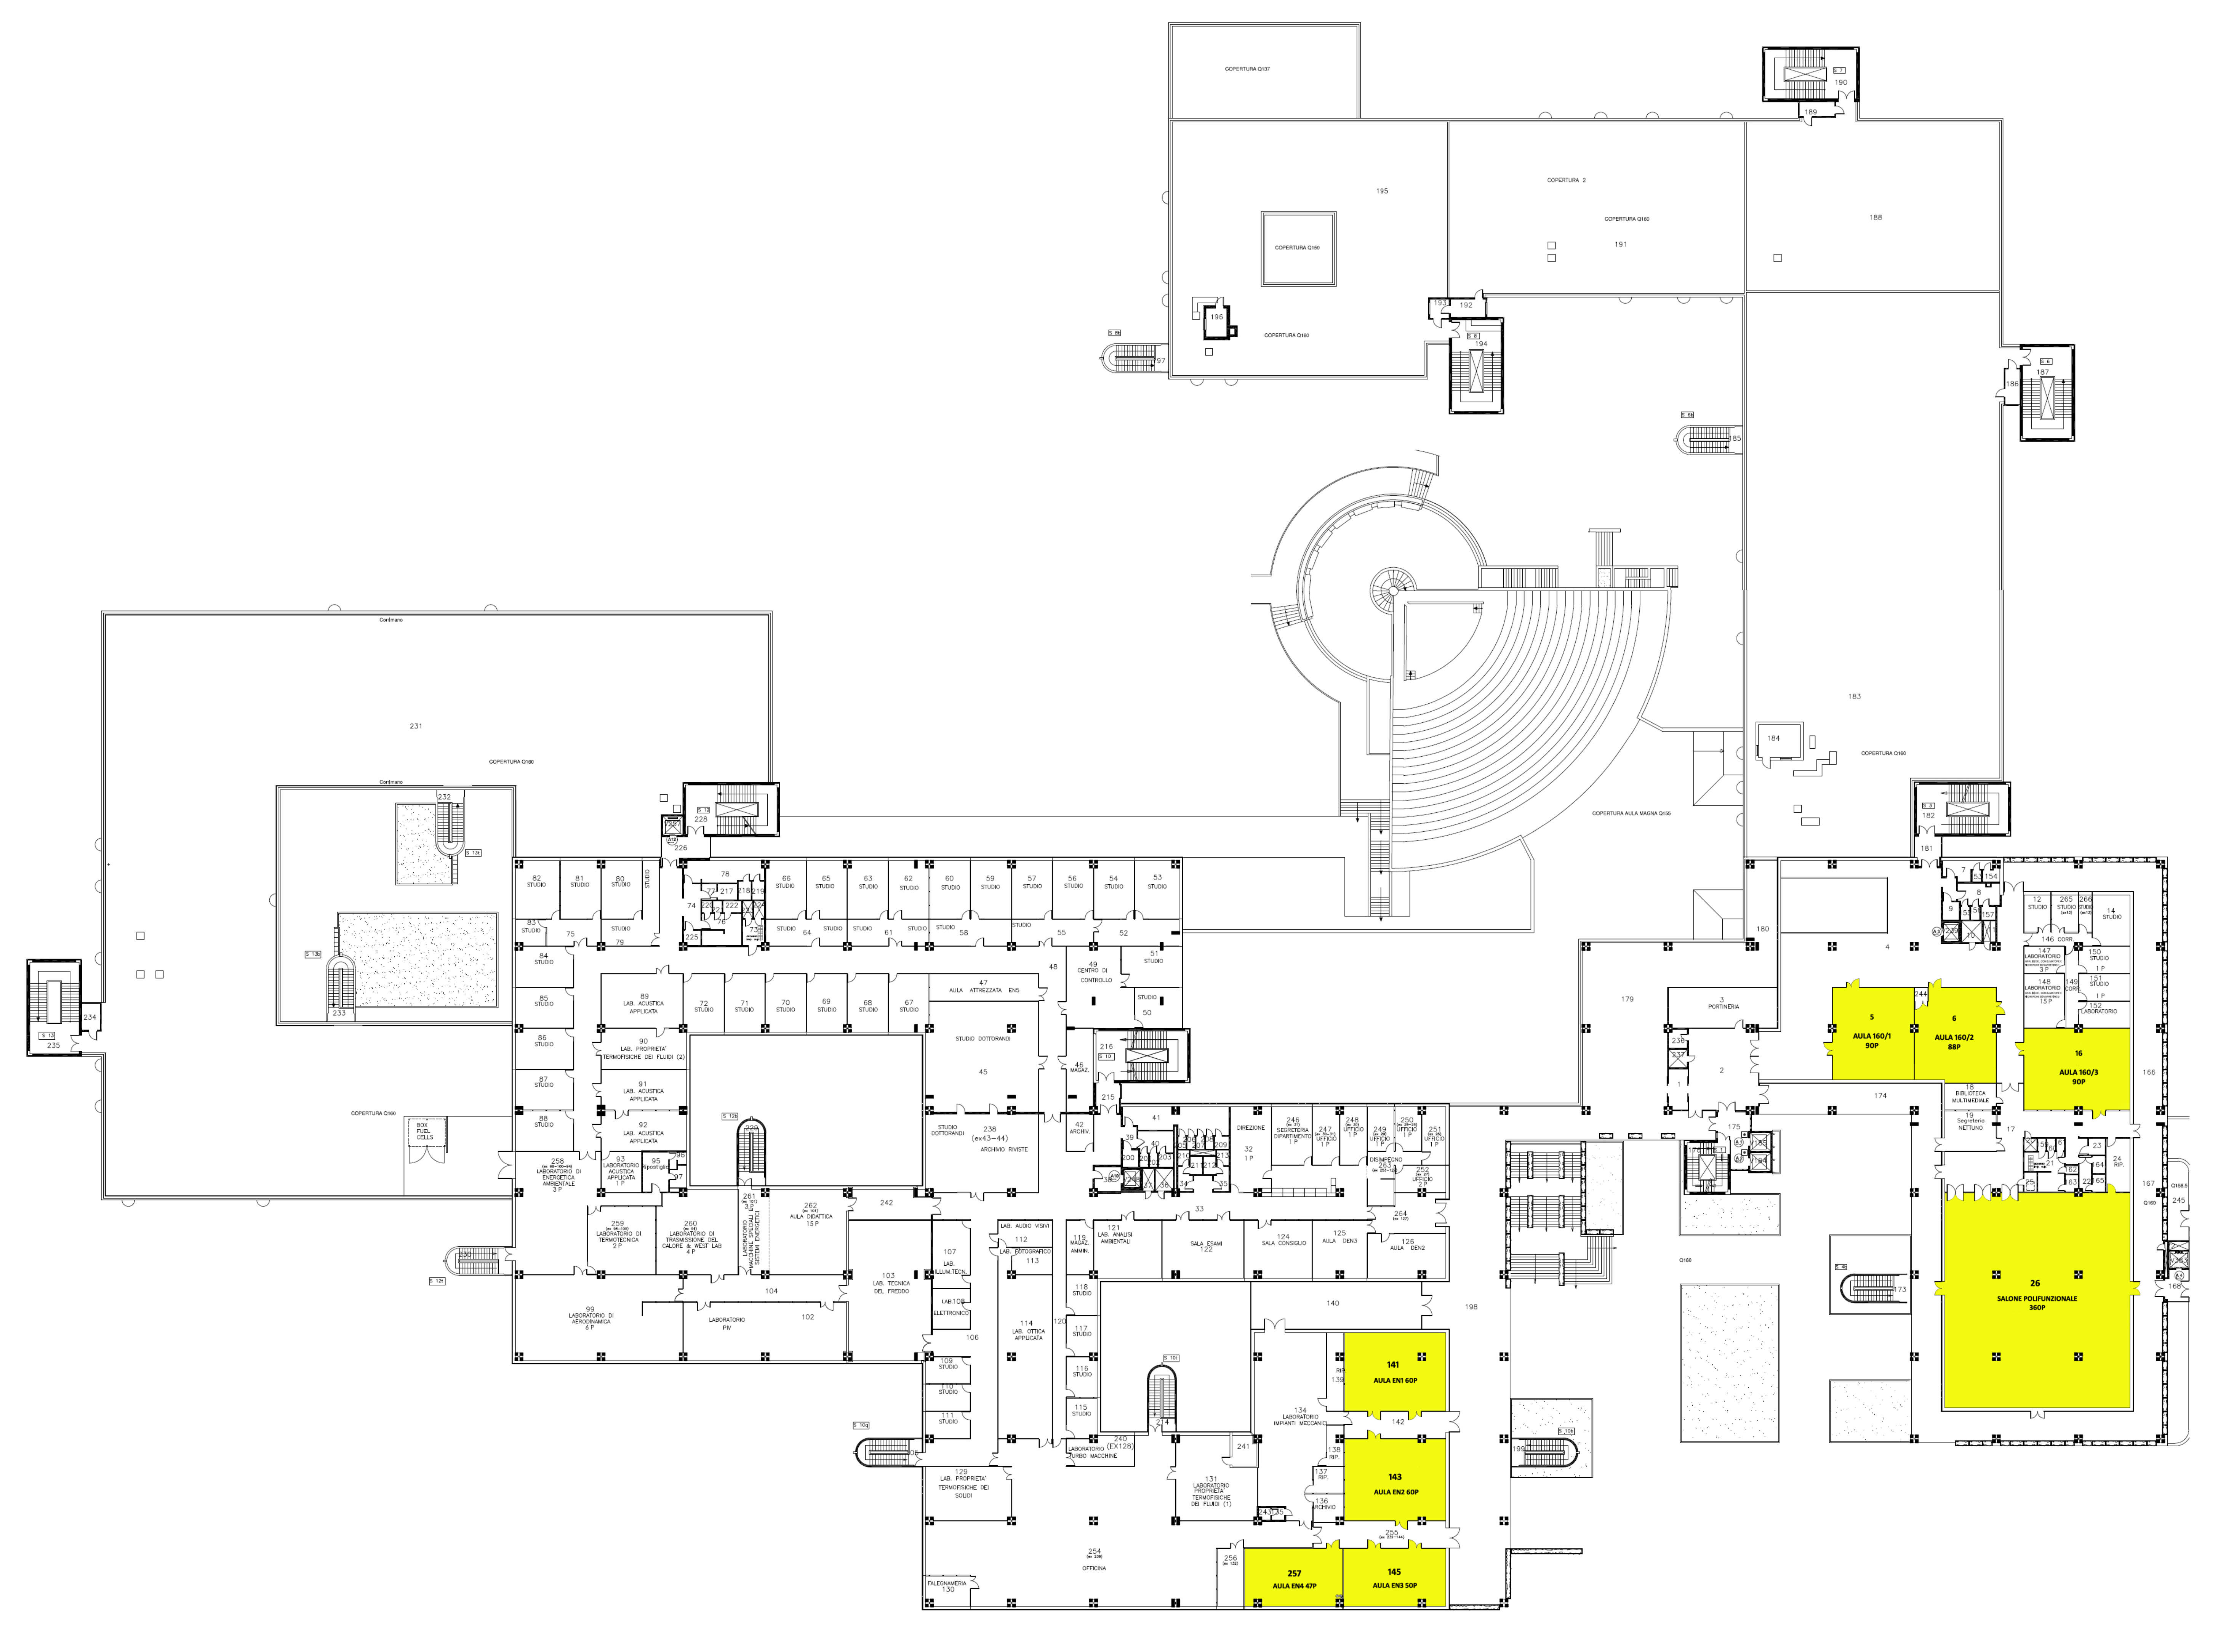 COPERTURA Q137
S 7
190
189
195
COPERTURA 2
COPERTURA Q160
191
188
COPERTURA Q150
196
COPERTURA Q160
193
192
S 8
194
197
S 6
187
186
185
183
184
COPERTURA Q160
COPERTURA AULA MAGNA Q155
S 3
182
181
180
179
Corrimano
231
COPERTURA Q160
Corrimano
232
233
234
235
COPERTURA Q160
BOX
FUEL
CELLS
S 12
228
226
82
STUDIO
81
STUDIO
80
STUDIO
STUDIO
83
STUDIO
75
STUDIO
79
78
77
217
218
219
74
222
76
225
73
66
STUDIO
65
STUDIO
63
STUDIO
62
STUDIO
60
STUDIO
59
STUDIO
57
STUDIO
56
STUDIO
54
STUDIO
53
STUDIO
STUDIO
64
STUDIO
STUDIO
61
STUDIO
STUDIO
58
STUDIO
55
52
84
STUDIO
85
STUDIO
86
STUDIO
87
STUDIO
88
STUDIO
89
LAB. ACUSTICA
APPLICATA
90
LAB. PROPRIETA'
TERMOFISICHE DEI FLUIDI (2)
91
LAB. ACUSTICA
APPLICATA
92
LAB. ACUSTICA
APPLICATA
93
LABORATORIO
ACUSTICA
APPLICATA
1 P
95
Ripostiglio
96
97
72
STUDIO
71
STUDIO
70
STUDIO
69
STUDIO
68
STUDIO
67
STUDIO
47
AULA ATTREZZATA ENS
48
49
CENTRO DI
CONTROLLO
51
STUDIO
STUDIO
50
STUDIO DOTTORANDI
45
46
MAGAZ.
216
S 10
215
STUDIO
DOTTORANDI
238
(ex43-44)
ARCHIVIO RIVISTE
42
ARCHIV.
41
39
40
200
38
37
36
34
35
33
DIREZIONE
32
1 P
246
SEGRETERIA
DIPARTIMENTO
247
UFFICIO
1 P
248
UFFICIO
1 P
249
UFFICIO
1 P
250
UFFICIO
1 P
251
UFFICIO
1 P
DISIMPEGNO
263
252
UFFICIO
264
258
LABORATORIO DI
ENERGETICA
AMBIENTALE
3 P
259
LABORATORIO DI
TERMOTECNICA
2 P
260
LABORATORIO DI
TRASMISSIONE DEL
CALORE & WEST LAB
4 P
261
LABORATORIO
MACCHINE SPECIALI E
SISTEMI ENERGETICI
262
AULA DIDATTICA
15 P
242
103
LAB. TECNICA
DEL FREDDO
104
102
LABORATORIO
PIV
99
LABORATORIO DI
AERODINAMICA
6 P
107
LAB.
ILLUM.TECN.
LAB. 108
ELETTRONICO
106
109
STUDIO
110
STUDIO
111
STUDIO
LAB. AUDIO VISIVI
112
LAB. FOTOGRAFICO
113
114
LAB. OTTICA
APPLICATA
120
119
MAGAZ.
AMMIN.
118
STUDIO
117
STUDIO
116
STUDIO
115
STUDIO
121
LAB. ANALISI
AMBIENTALI
SALA ESAMI
122
124
SALA CONSIGLIO
125
AULA DEN3
126
AULA DEN2
140
198
214
240
(EX128)
LABORATORIO
TURBO MACCHINE
241
129
LAB. PROPRIETA'
TERMOFISICHE DEI
SOLIDI
131
LABORATORIO
PROPRIETA'
TERMOFISICHE
DEI FLUIDI (1)
134
LABORATORIO
IMPIANTI MECCANICI
RIP.
139
138
RIP.
137
RIP.
136
ARCHIVIO
141
AULA EN1 60P
142
143
AULA EN2 60P
255
257
AULA EN4 47P
145
AULA EN3 50P
256
254
OFFICINA
FALEGNAMERIA
130
199
3
PORTINERIA
236
237
1
2
175
174
4
7
154
8
9
157
10
11
12
STUDIO
265
STUDIO
266
STUDIO
14
STUDIO
146 CORR.
147
LABORATORIO
3 P
148
LABORATORIO
15 P
149
CORR.
150
STUDIO
1 P
151
STUDIO
1 P
152
LABORATORIO
244
5
AULA 160/1
90P
6
AULA 160/2
88P
16
AULA 160/3
90P
166
18
BIBLIOTECA
MULTIMEDIALE
19
Segreteria
NETTUNO
17
21
23
24
RIP.
164
165
163
22
25
167
Q158,5
Q160
245
168
173
Q160
26
SALONE POLIFUNZIONALE
360P